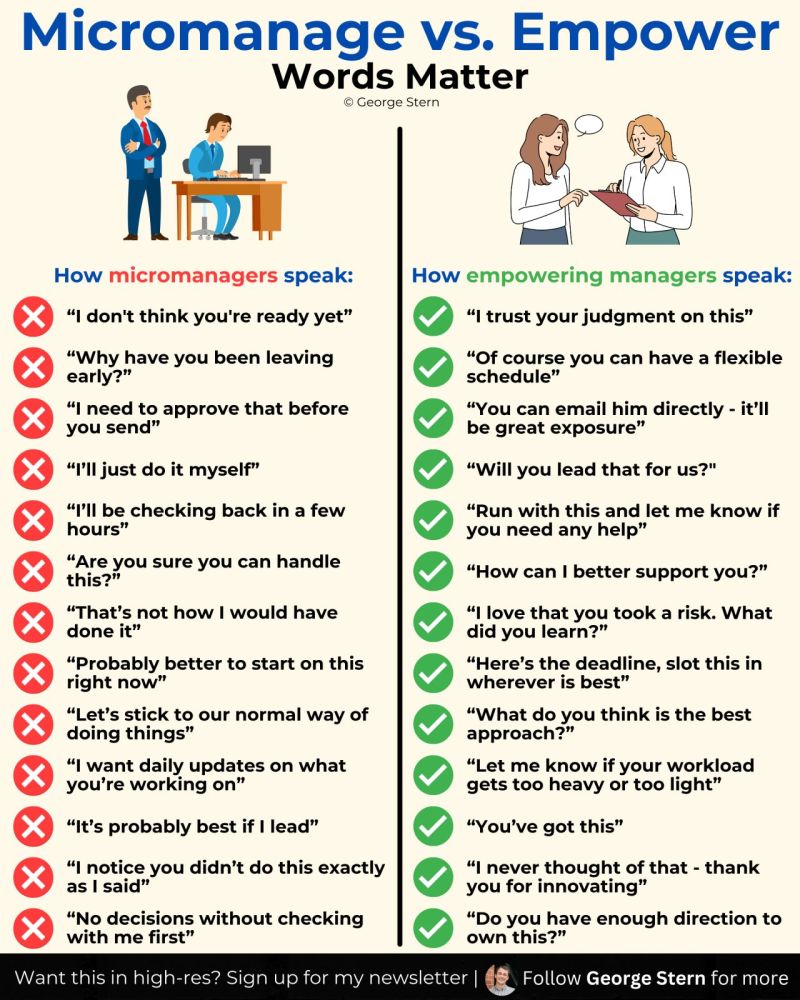 Micromanage vs. Empower
Words Matter
© George Stern
How micromanagers speak:
“I don't think you're ready yet”
“Why have you been leaving
early?”
“I need to approve that before
you send”
“I’ll just do it myself”
“I’ll be checking back in a few
hours”
“Are you sure you can handle
this?”
“That’s not how I would have
done it”
“Probably better to start on this
right now”
“Let’s stick to our normal way of
doing things”
“I want daily updates on what
you’re working on”
“It’s probably best if I lead”
“I notice you didn’t do this exactly
as I said”
“No decisions without checking
with me first”
How empowering managers speak:
“I trust your judgment on this”
“Of course you can have a flexible
schedule”
“You can email him directly - it’ll
be great exposure”
“Will you lead that for us?"
“Run with this and let me know if
you need any help”
“How can I better support you?”
“I love that you took a risk. What
did you learn?”
“Here’s the deadline, slot this in
wherever is best”
“What do you think is the best
approach?”
“Let me know if your workload
gets too heavy or too light”
“You’ve got this”
“I never thought of that - thank
you for innovating”
“Do you have enough direction to
own this?”
Want this in high-res? Sign up for my newsletter | Follow George Stern for more